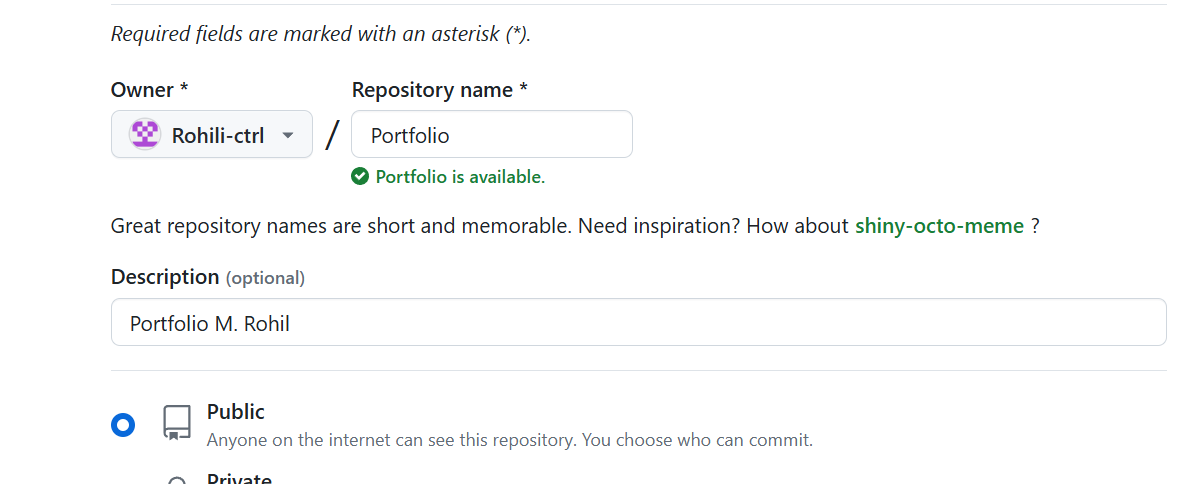 Required fields are marked with an asterisk (*).
Owner * Repository name *
Rohili-ctrl / Portfolio
Portfolio is available.
Great repository names are short and memorable. Need inspiration? How about shiny-octo-meme ?
Description (optional)
Portfolio M. Rohil
Public
Anyone on the internet can see this repository. You choose who can commit.
Private